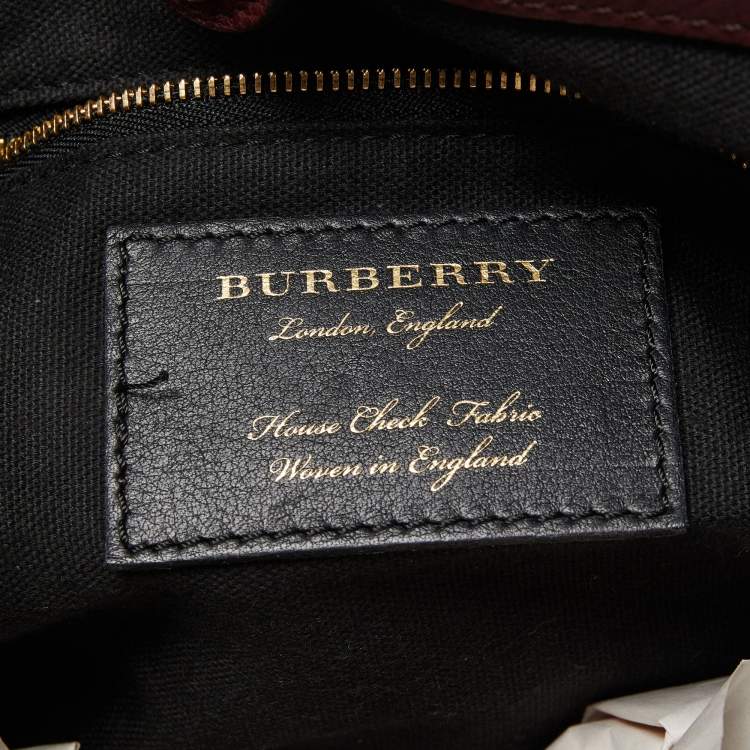 BURBERRY
London, England
House Check Fabric
Woven in England